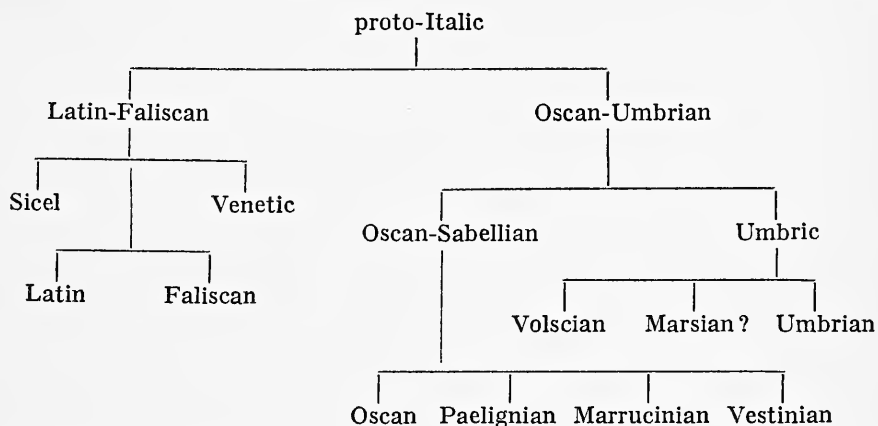 proto-Italic
Latin-Faliscan Oscan-Umbrian
Sicel Venetic
Oscan-Sabellian Umbric
Latin Faliscan
Volscian Marsian? Umbrian
Oscan Paelignian Marrucinian Vestinian